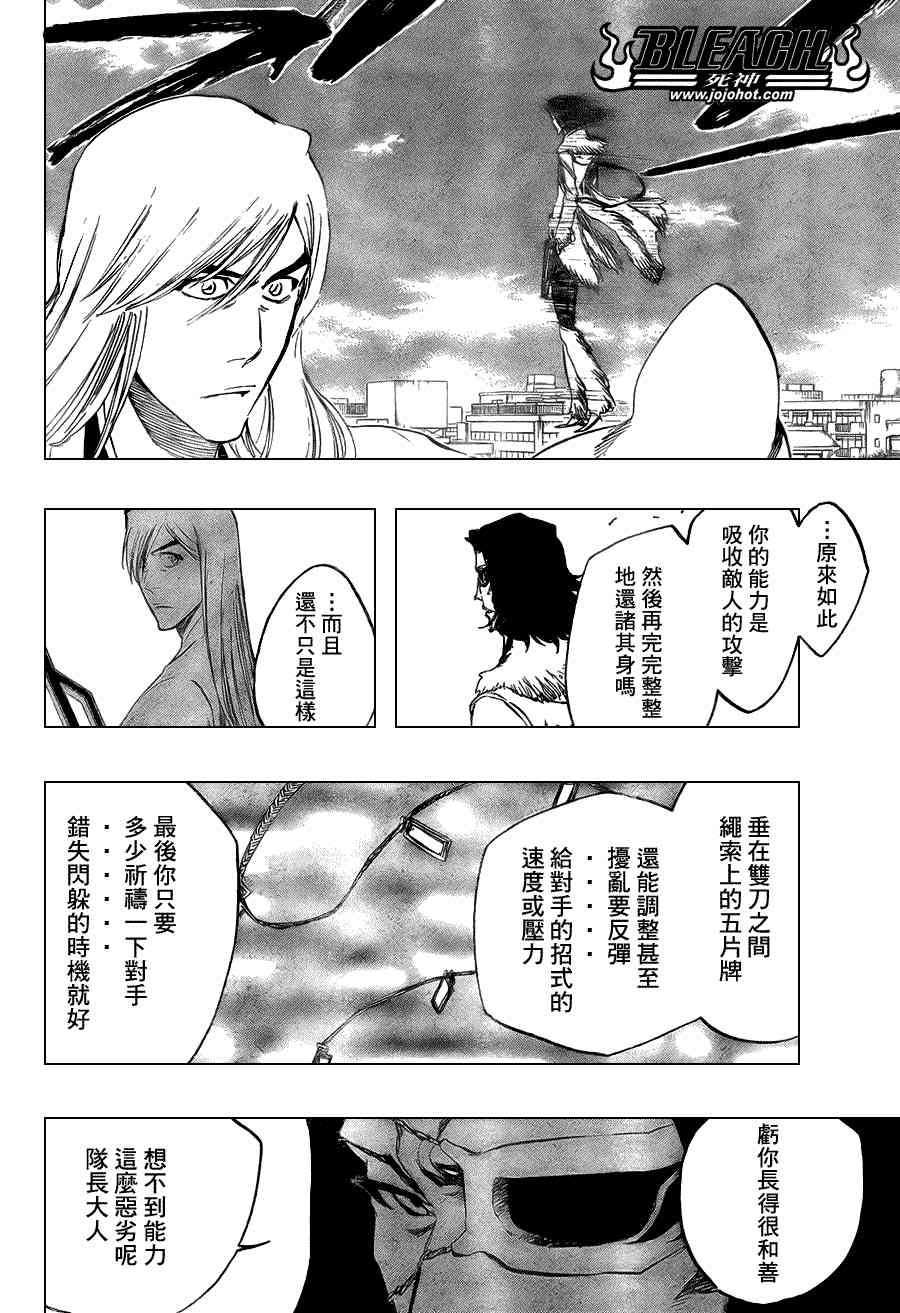 BLEACH
死神
www.jojohot.com
…原來如此
你的能力是
吸收敵人的攻擊
然後再完完整整
地還諸其身嗎
…而且
還不只是這樣
垂在雙刀之間
繩索上的五片牌
還能調整甚至
擾亂要反彈
給對手的招式的
速度或壓力
最後你只要
多少祈禱一下對手
錯失閃躲的時機就好
虧你長得很和善
想不到能力
這麼惡劣呢
隊長大人